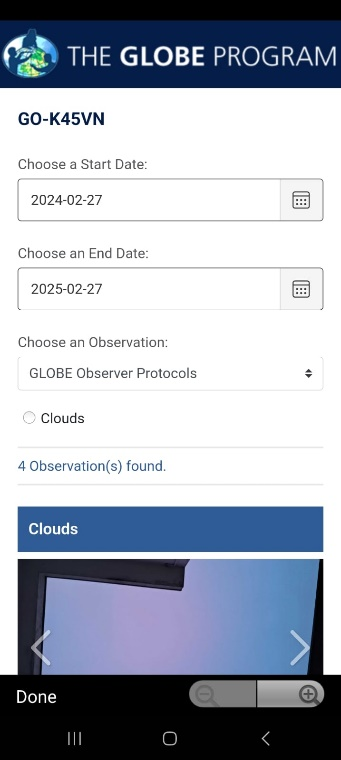 THE GLOBE PROGRAM
GO-K45VN
Choose a Start Date:
2024-02-27
Choose an End Date:
2025-02-27
Choose an Observation:
GLOBE Observer Protocols
Clouds
4 Observation(s) found.
Clouds
Done